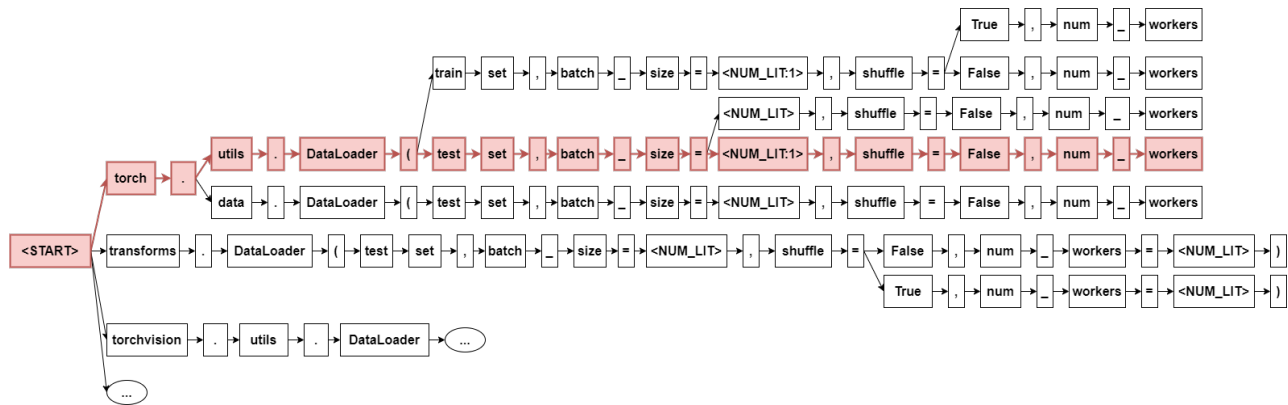 True , num _ workers
train set , batch _ size = <NUM_LIT:1> , shuffle = False , num _ workers
<NUM_LIT> , shuffle = False , num _ workers
utils . DataLoader ( test set , batch _ size = <NUM_LIT:1> , shuffle = False , num _ workers
torch .
data . DataLoader ( test set , batch _ size = <NUM_LIT> , shuffle = False , num _ workers
<START> transforms . DataLoader ( test set , batch _ size = <NUM_LIT> , shuffle = False , num _ workers = <NUM_LIT> )
True , num _ workers = <NUM_LIT> )
torchvision . utils . DataLoader ...
...